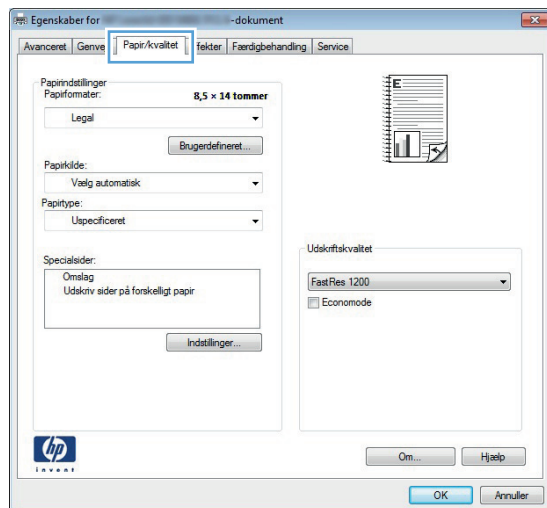 Egenskaber for -dokument
Avanceret Genve Papir/kvalitet fekter Færdigbehandling Service
Papirindstillinger
Papirformater: 8,5 × 14 tommer
Legal
Brugerdefineret...
Papirkilde:
Vælg automatisk
Papirtype:
Uspecificeret
Specialsider:
Omslag
Udskriv sider på forskelligt papir
Indstillinger...
E
Udskriftskvalitet
FastRes 1200
Economode
hp
invent
Om... Hjælp
OK Annuller